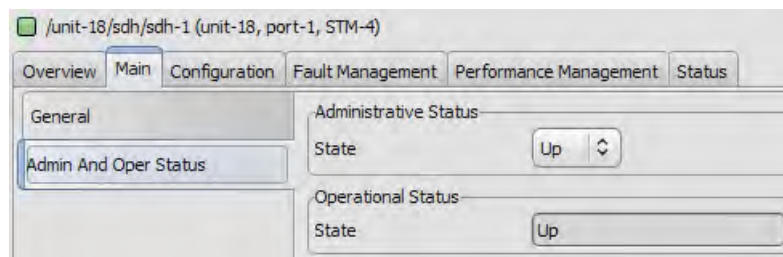 /unit-18/sdh/sdh-1 (unit-18, port-1, STM-4)
Overview Main Configuration Fault Management Performance Management Status
General
Admin And Oper Status
Administrative Status
State Up
Operational Status
State Up